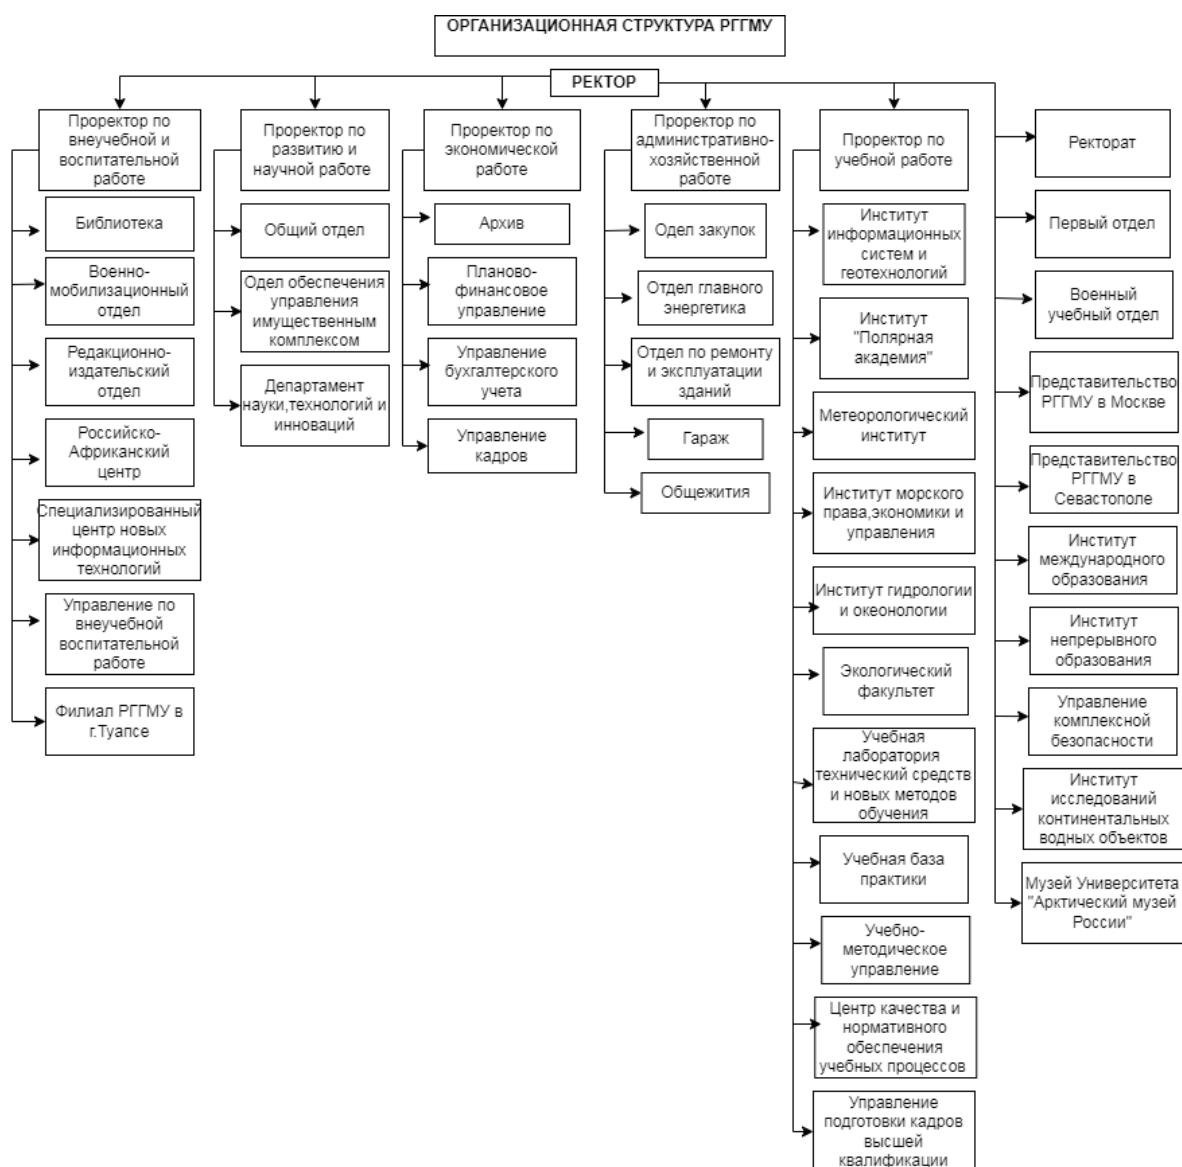 ОРГАНИЗАЦИОННАЯ СТРУКТУРА РГГМУ
РЕКТОР
Проректор по
внеучебной и
воспитательной
работе
Библиотека
Военно-
мобилизационный
отдел
Редакционно-
издательский
отдел
Российско-
Африканский
центр
Специализированный
центр новых
информационных
технологий
Управление по
внеучебной
воспитательной
работе
Филиал РГГМУ в
г.Туапсе
Проректор по
развитию и
научной работе
Общий отдел
Одел обеспечения
управления
имущественным
комплексом
Департамент
науки,технологий и
инноваций
Проректор по
экономической
работе
Архив
Планово-
финансовое
управление
Управление
бухгалтерского
учета
Управление
кадров
Проректор по
административно-
хозяйственной
работе
Одел закупок
Отдел главного
энергетика
Отдел по ремонту
и эксплуатации
зданий
Гараж
Общежития
Проректор по
учебной работе
Институт
информационных
систем и
геотехнологий
Институт
"Полярная
академия"
Метеорологический
институт
Институт морского
права,экономики и
управления
Институт гидрологии
и океонологии
Экологический
факультет
Учебная
лаборатория
технический средств
и новых методов
обучения
Учебная база
практики
Учебно-
методическое
управление
Центр качества и
нормативного
обеспечения
учебных процессов
Управление
подготовки кадров
высшей
квалификации
Ректорат
Первый отдел
Военный
учебный отдел
Представительство
РГГМУ в Москве
Представительство
РГГМУ в
Севастополе
Институт
международного
образования
Институт
непрерывного
образования
Управление
комплексной
безопасности
Институт
исследований
континентальных
водных объектов
Музей Университета
"Арктический музей
России"